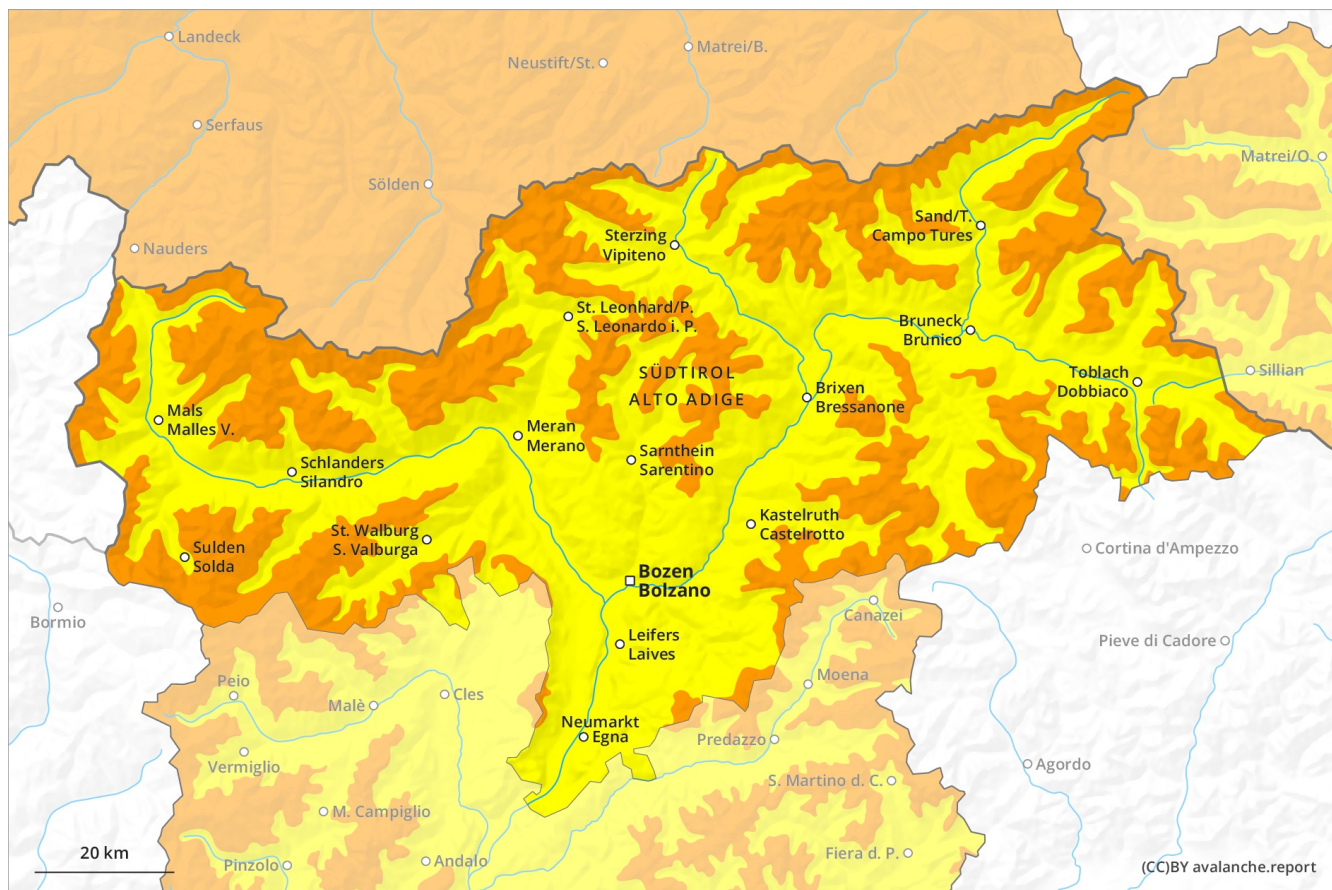 Landeck
Matrei/B.
Neustift/St.
Serfaus
Matrei/O.
Sölden
Sand/T.
Campo Tures
Sterzing
Vipiteno
Nauders
St. Leonhard/P.
S. Leonardo i. P.
Bruneck
Brunico
SÜDTIROL
ALTO ADIGE
Toblach
Dobbiaco
Sillian
Brixen
Bressanone
Mals
Malles V.
Meran
Merano
Sarnthein
Sarentino
Schlanders
Silandro
Kastelruth
Castelrotto
St. Walburg
S. Valburga
Sulden
Solda
Cortina d'Ampezzo
Bozen
Bolzano
Bormio
Canazei
Leifers
Laives
Pieve di Cadore
Peio
Moena
Cles
Malè
Neumarkt
Egna
Predazzo
Vermiglio
Agordo
S. Martino d. C.
M. Campiglio
20 km
Pinzolo
Andalo
Fiera d. P.
(CC)BY avalanche.report